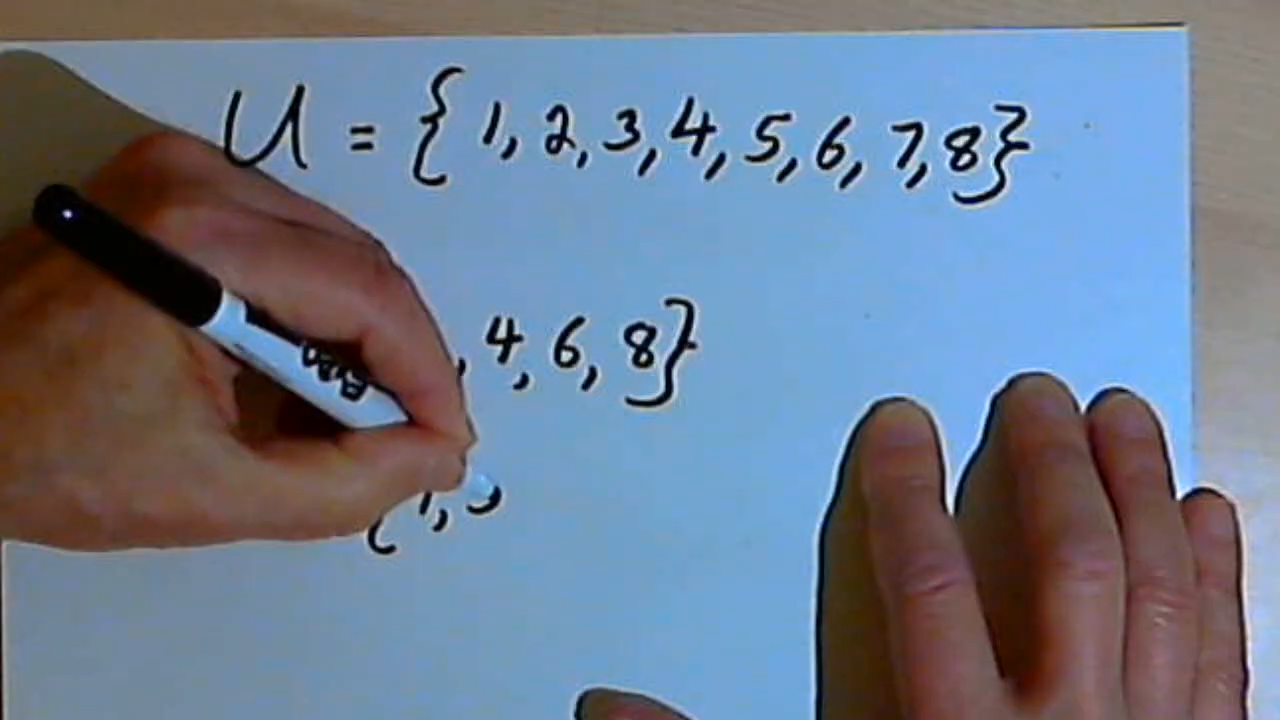 U = {1,2,3,4,5,6,7,8}
, 4, 6, 8}
{1,